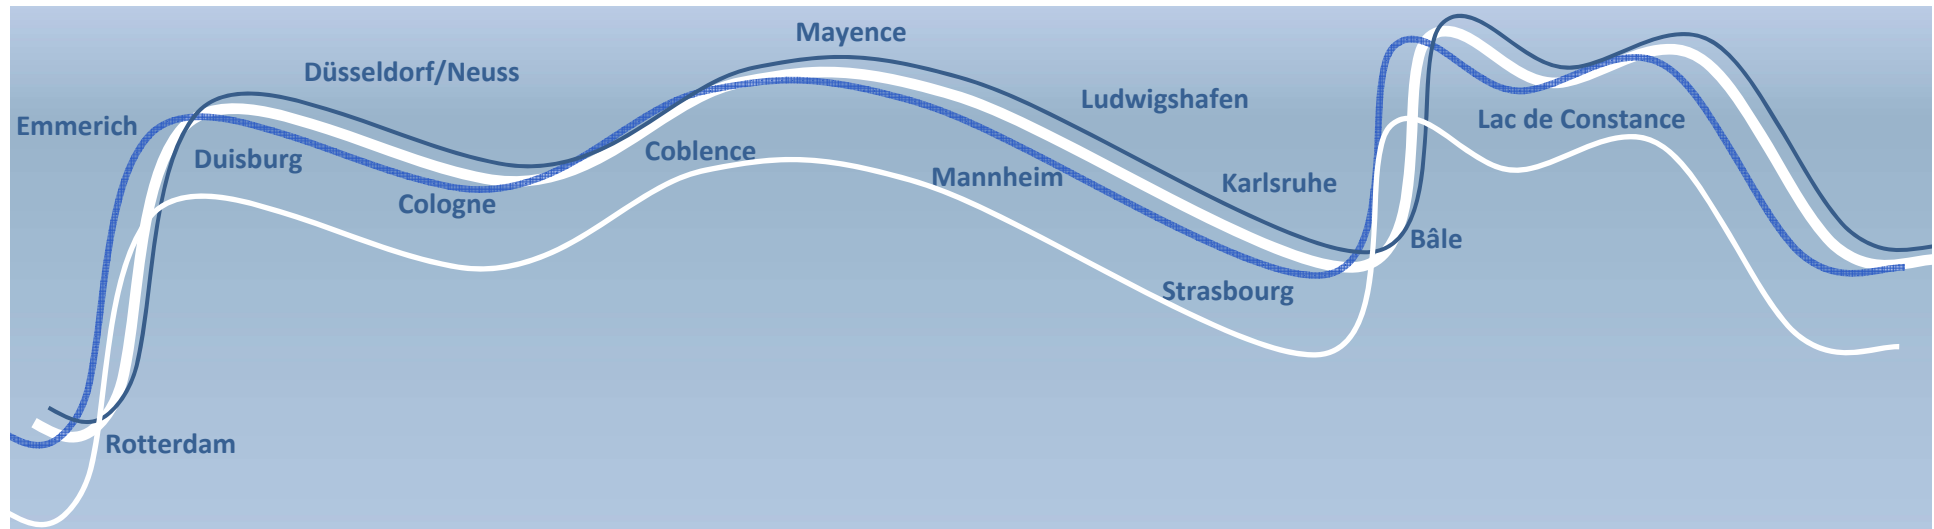 Mayence
Düsseldorf/Neuss
Ludwigshafen
Emmerich
Lac de Constance
Duisburg
Coblence
Mannheim
Karlsruhe
Cologne
Bâle
Strasbourg
Rotterdam